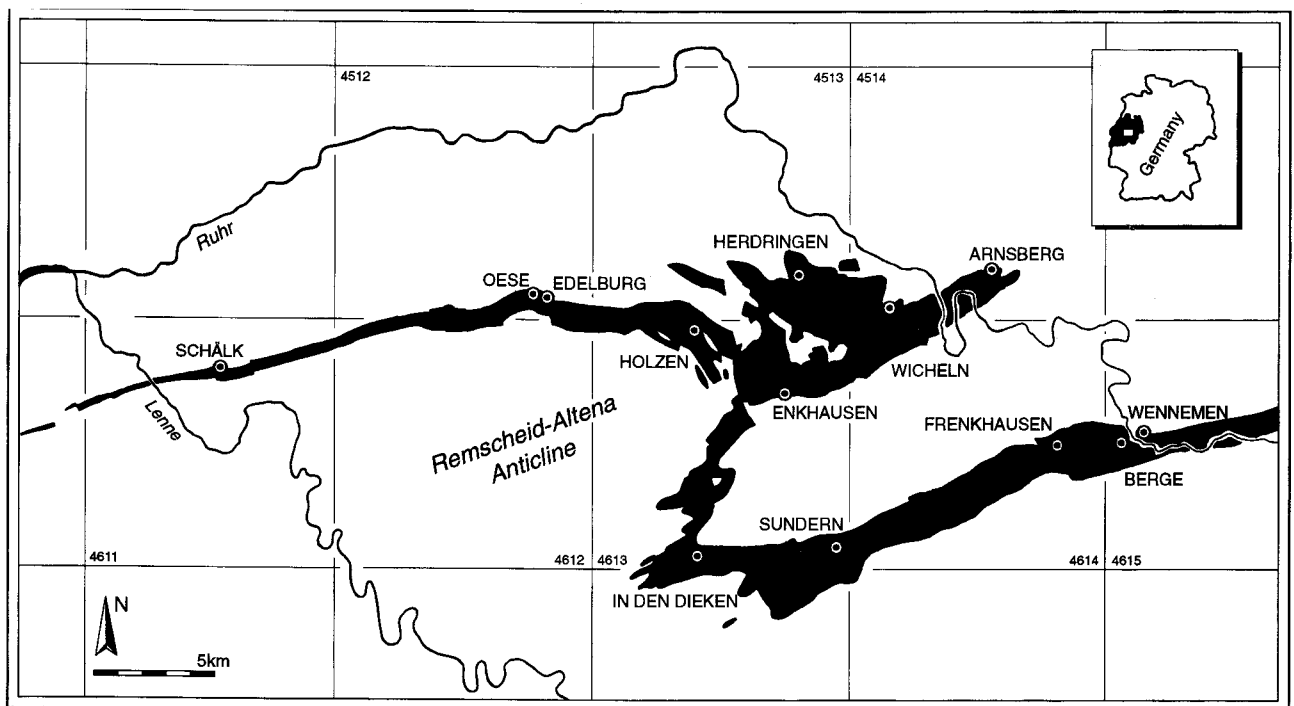 4512
4513
4514
Germany
Ruhr
HERDRINGEN
ARNSBERG
OESE
EDELBURG
SCHÄLK
HOLZEN
WICHELN
Lenne
ENKHAUSEN
Remscheid-Altena
Anticline
FRENKHAUSEN
WENNEMEN
BERGE
SUNDERN
4611
4612
4613
4614
4615
IN DEN DIEKEN
N
5km